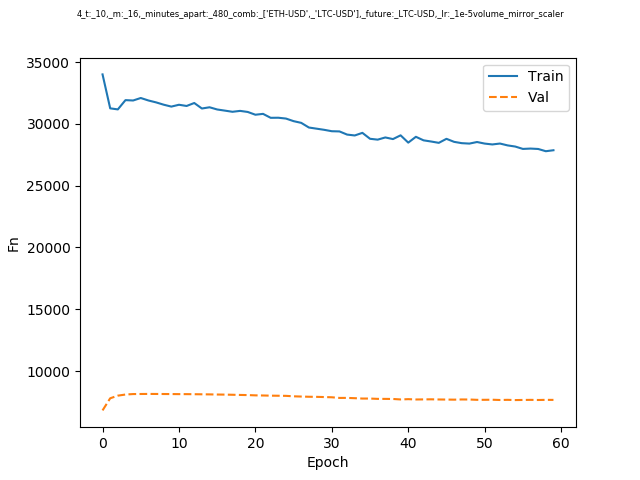 4_t:_10,_m:_16,_minutes_apart:_480_comb:_['ETH-USD',_'LTC-USD'],_future:_LTC-USD,_lr:_1e-5volume_mirror_scaler
35000
30000
25000
20000
15000
10000
Fn
Train
Val
0 10 20 30 40 50 60
Epoch